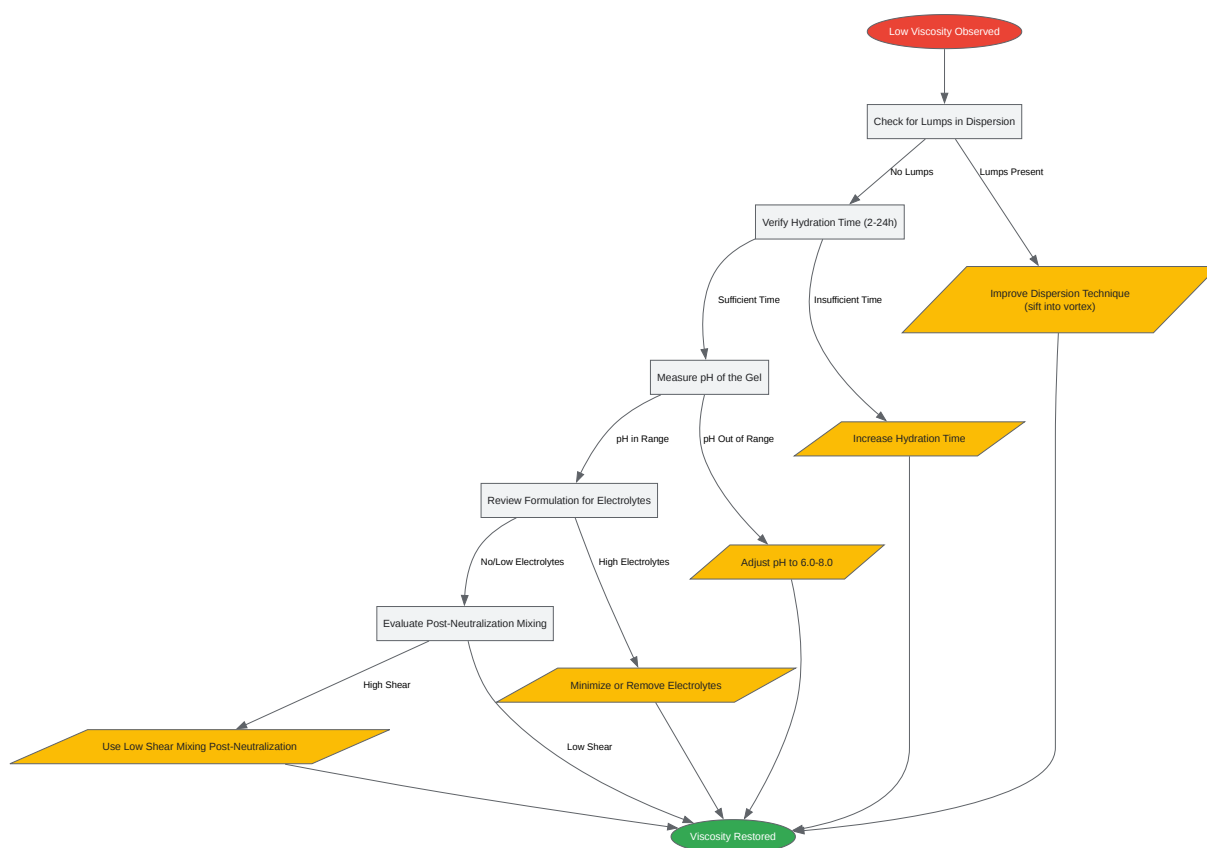 Low Viscosity Observed
Check for Lumps in Dispersion
No Lumps
Lumps Present
Verify Hydration Time (2-24h)
Improve Dispersion Technique
(sift into vortex)
Sufficient Time
Insufficient Time
Measure pH of the Gel
pH in Range
pH Out of Range
Increase Hydration Time
Review Formulation for Electrolytes
No/Low Electrolytes
High Electrolytes
Adjust pH to 6.0-8.0
Evaluate Post-Neutralization Mixing
High Shear
Minimize or Remove Electrolytes
Use Low Shear Mixing Post-Neutralization
Low Shear
Viscosity Restored